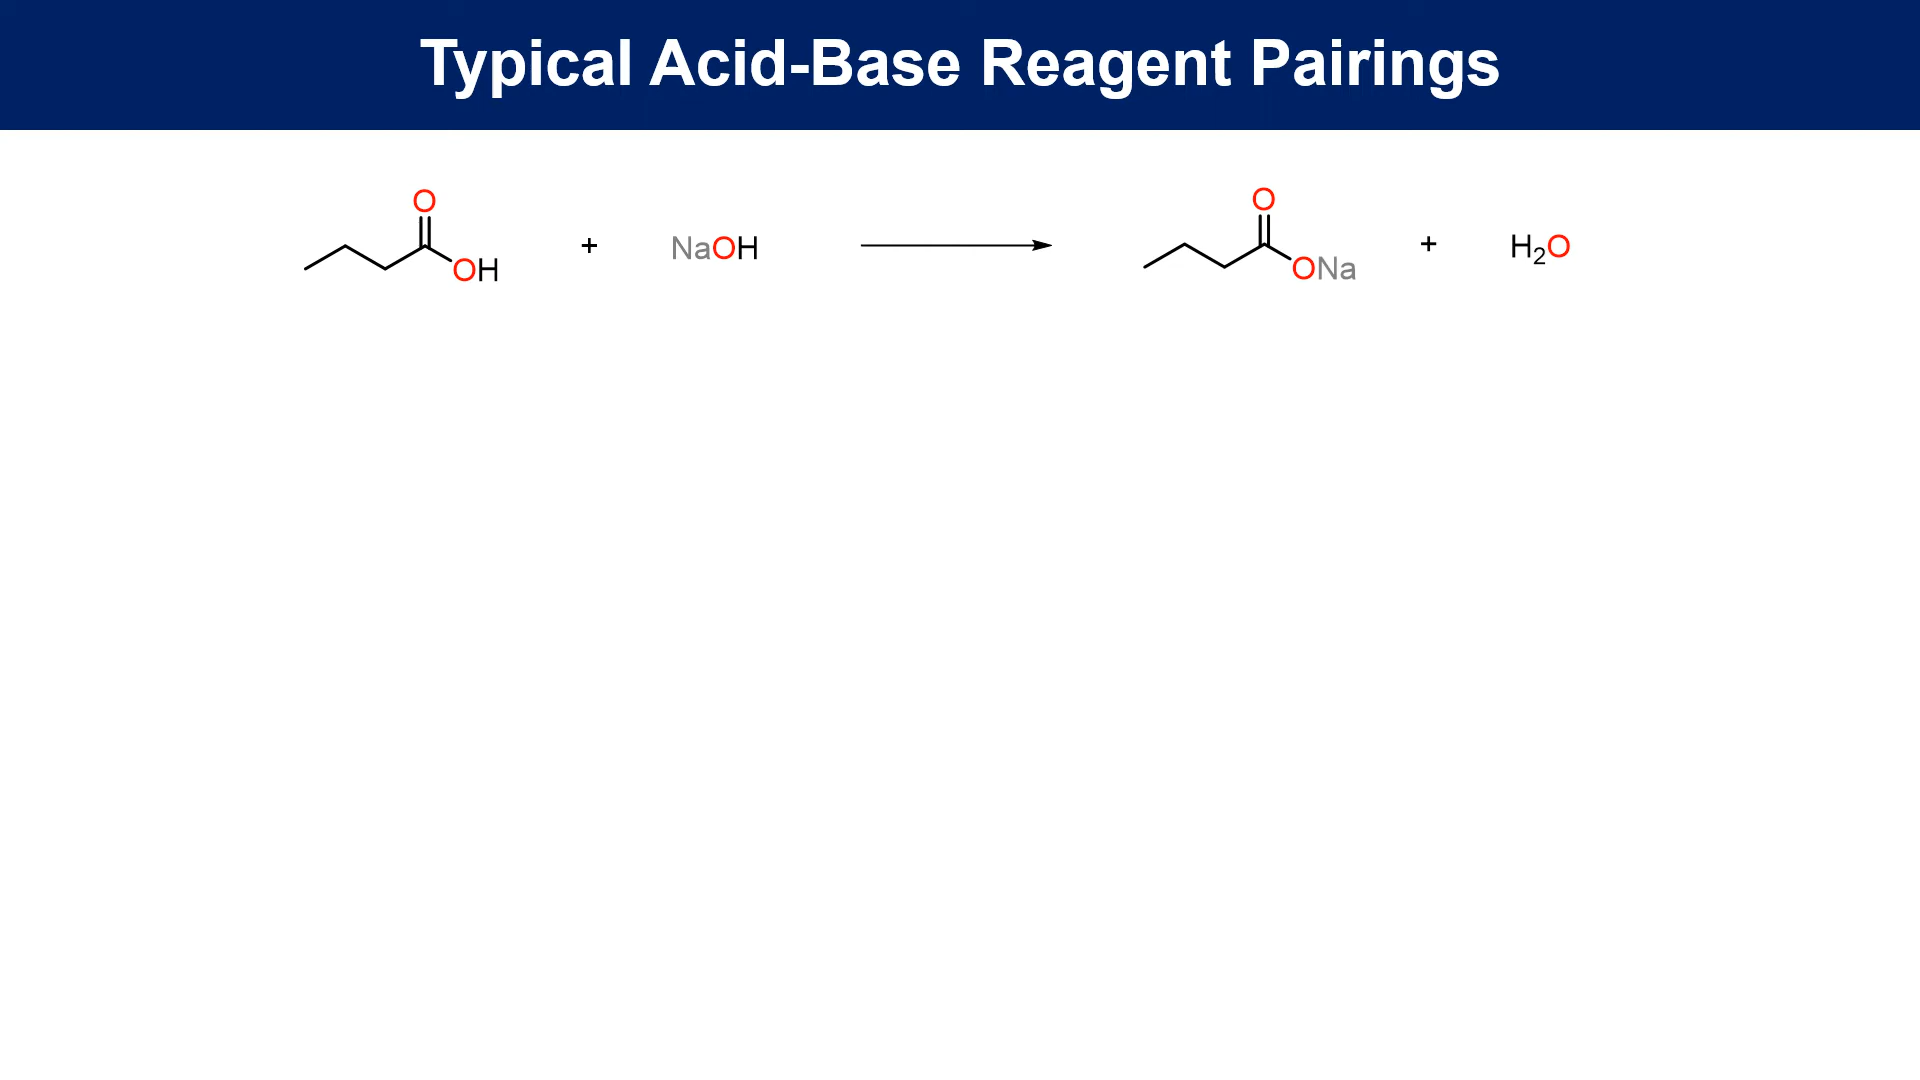 Typical Acid-Base Reagent Pairings
O
OH + NaOH
O
ONa + H₂O